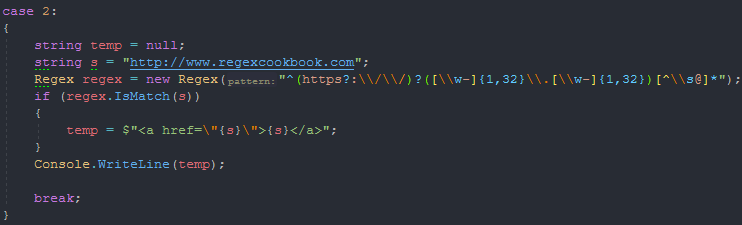 case 2:
{
string temp = null;
string s = "http://www.regexcookbook.com";
Regex regex = new Regex(pattern: "^(https?:\\/\\/)?([\\w-]{1,32}\\.[\\w-]{1,32})[^\\s@]*");
if (regex.IsMatch(s))
{
temp = $"<a href=\"{s}\">{s}</a>";
}
Console.WriteLine(temp);
break;
}